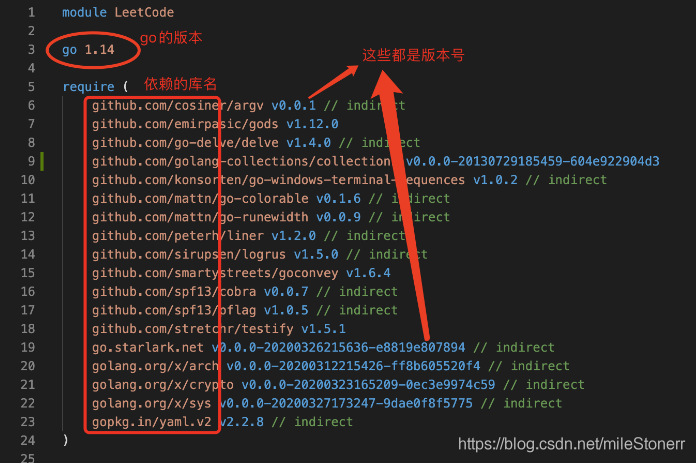 1 module LeetCode
2
3 go 1.14
go的版本
4
这些都是版本号
5
依赖的库名
6 require (
7 github.com/cosiner/argv v0.0.1 // indirect
7 github.com/emirpasic/gods v1.12.0
8 github.com/go-delve/delve v1.4.0 // indirect
9 github.com/golang-collections/collections v0.0.0-20130729185459-604e922904d3
10 github.com/konsorten/go-windows-terminal-sequences v1.0.2 // indirect
11 github.com/mattn/go-colorable v0.1.6 // indirect
12 github.com/mattn/go-runewidth v0.0.9 // indirect
13 github.com/peterh/liner v1.2.0 // indirect
14 github.com/sirupsen/logrus v1.5.0 // indirect
15 github.com/smartystreets/goconvey v1.6.4
16 github.com/spf13/cobra v0.0.7 // indirect
17 github.com/spf13/pflag v1.0.5 // indirect
18 github.com/stretchr/testify v1.5.1
19 go.starlark.net v0.0.0-20200326215636-e8819e807894 // indirect
20 golang.org/x/arch v0.0.0-20200312215426-ff8b605520f4 // indirect
21 golang.org/x/crypto v0.0.0-20200323165209-0ec3e9974c59 // indirect
22 golang.org/x/sys v0.0.0-20200327173247-9dae0f8f5775 // indirect
23 gopkg.in/yaml.v2 v2.2.8 // indirect
24 )
25
https://blog.csdn.net/mileStonerr